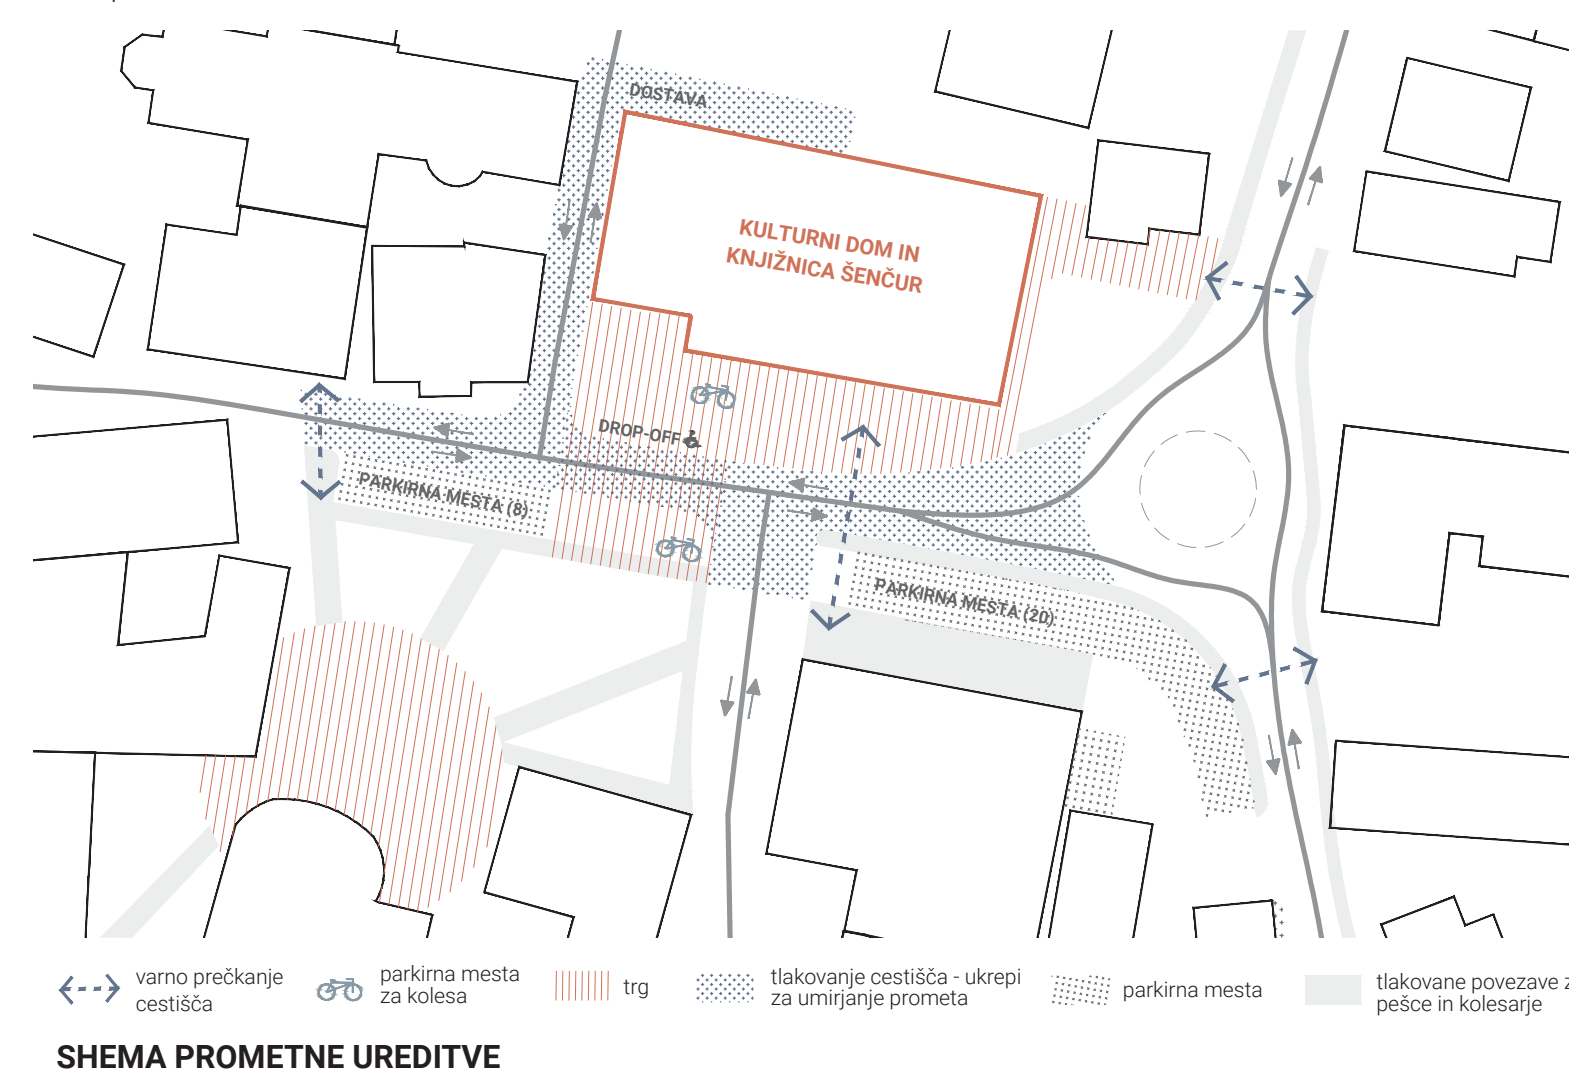 DOSTAVA
KULTURNI DOM IN
KNJIŽNICA ŠENČUR
DROP-OFF
PARKIRNA MESTA (8)
PARKIRNA MESTA (20)
varno prečkanje
cestišča
parkirna mesta
za kolesa
trg
tlakovanje cestišča - ukrepi
za umirjanje prometa
parkirna mesta
tlakovane povezave z
pešce in kolesarje
SHEMA PROMETNE UREDITVE